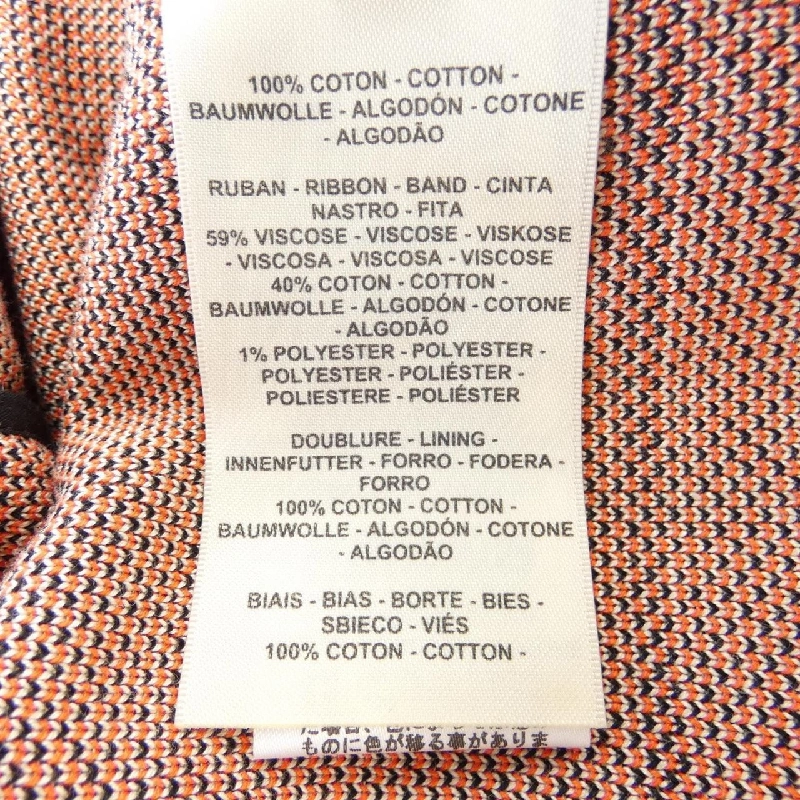 100% COTON - COTTON -
BAUMWOLLE - ALGODÓN - COTONE
- ALGODÃO
RUBAN - RIBBON - BAND - CINTA
NASTRO - FITA
59% VISCOSE - VISCOSE - VISKOSE
- VISCOSA - VISCOSA - VISCOSE
40% COTON - COTTON -
BAUMWOLLE - ALGODÓN - COTONE
- ALGODÃO
1% POLYESTER - POLYESTER -
POLYESTER - POLIÉSTER -
POLIESTERE - POLIÉSTER
DOUBLURE - LINING -
INNENFUTTER - FORRO - FODERA -
FORRO
100% COTON - COTTON -
BAUMWOLLE - ALGODÓN - COTONE
- ALGODÃO
BIAIS - BIAS - BORTE - BIES -
SBIECO - VIÉS
100% COTON - COTTON -
ものに色が移る事がありま